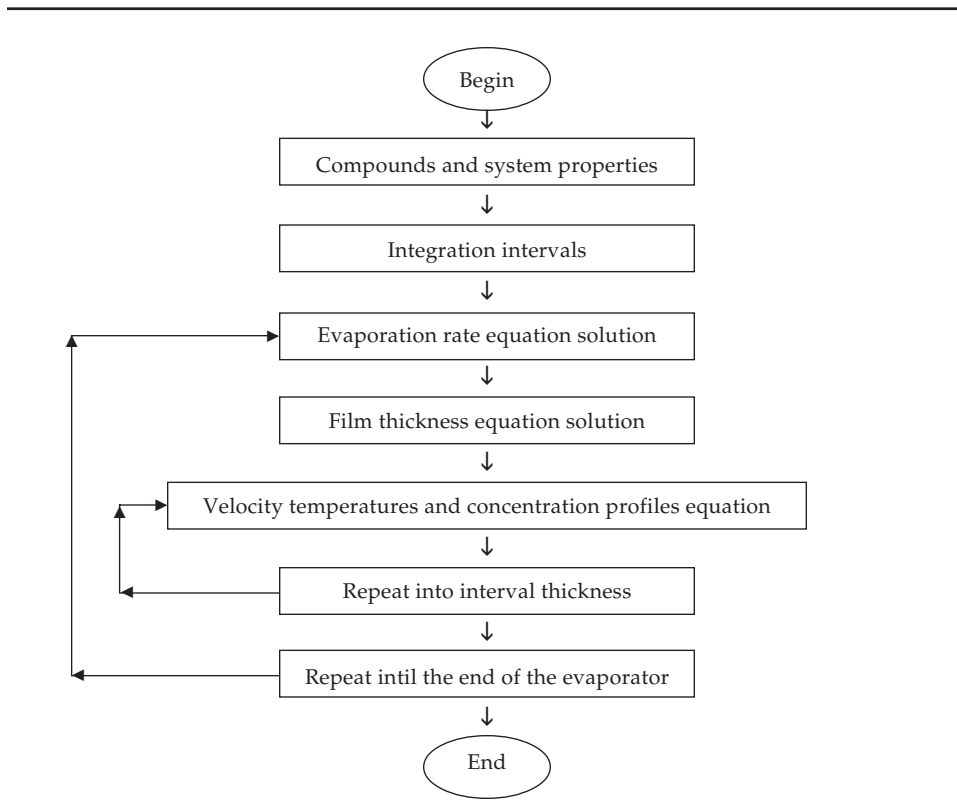 Begin
Compounds and system properties
Integration intervals
Evaporation rate equation solution
Film thickness equation solution
Velocity temperatures and concentration profiles equation
Repeat into interval thickness
Repeat intil the end of the evaporator
End